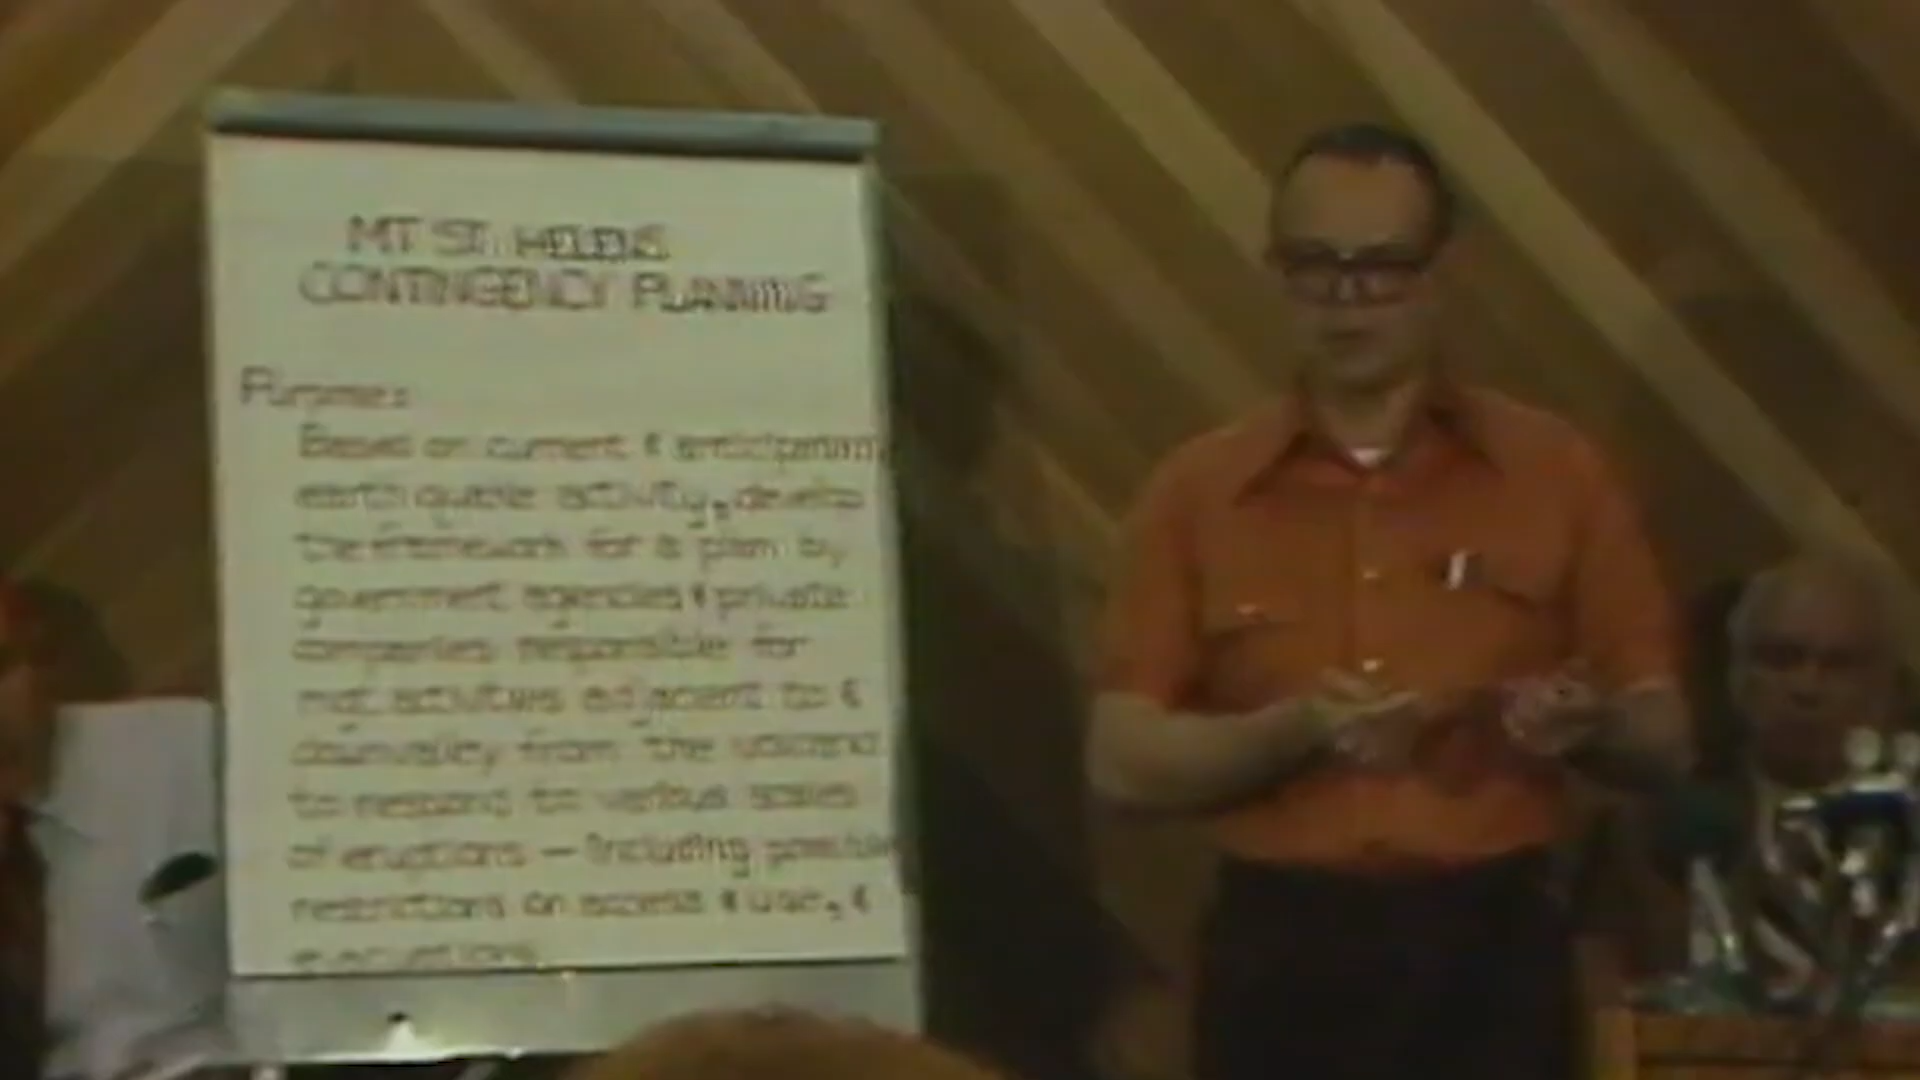 MT ST. HELENS
CONTINGENCY PLANNING
Purpose:
Based on current &
earthquake activity, develop
the framework for a plan by
government agencies & private
companies responsible for
mgt. activities adjacent to &
downvalley from the volcano
to respond to various scales
of eruptions — including possible
restrictions on access & use, &
evacuations.